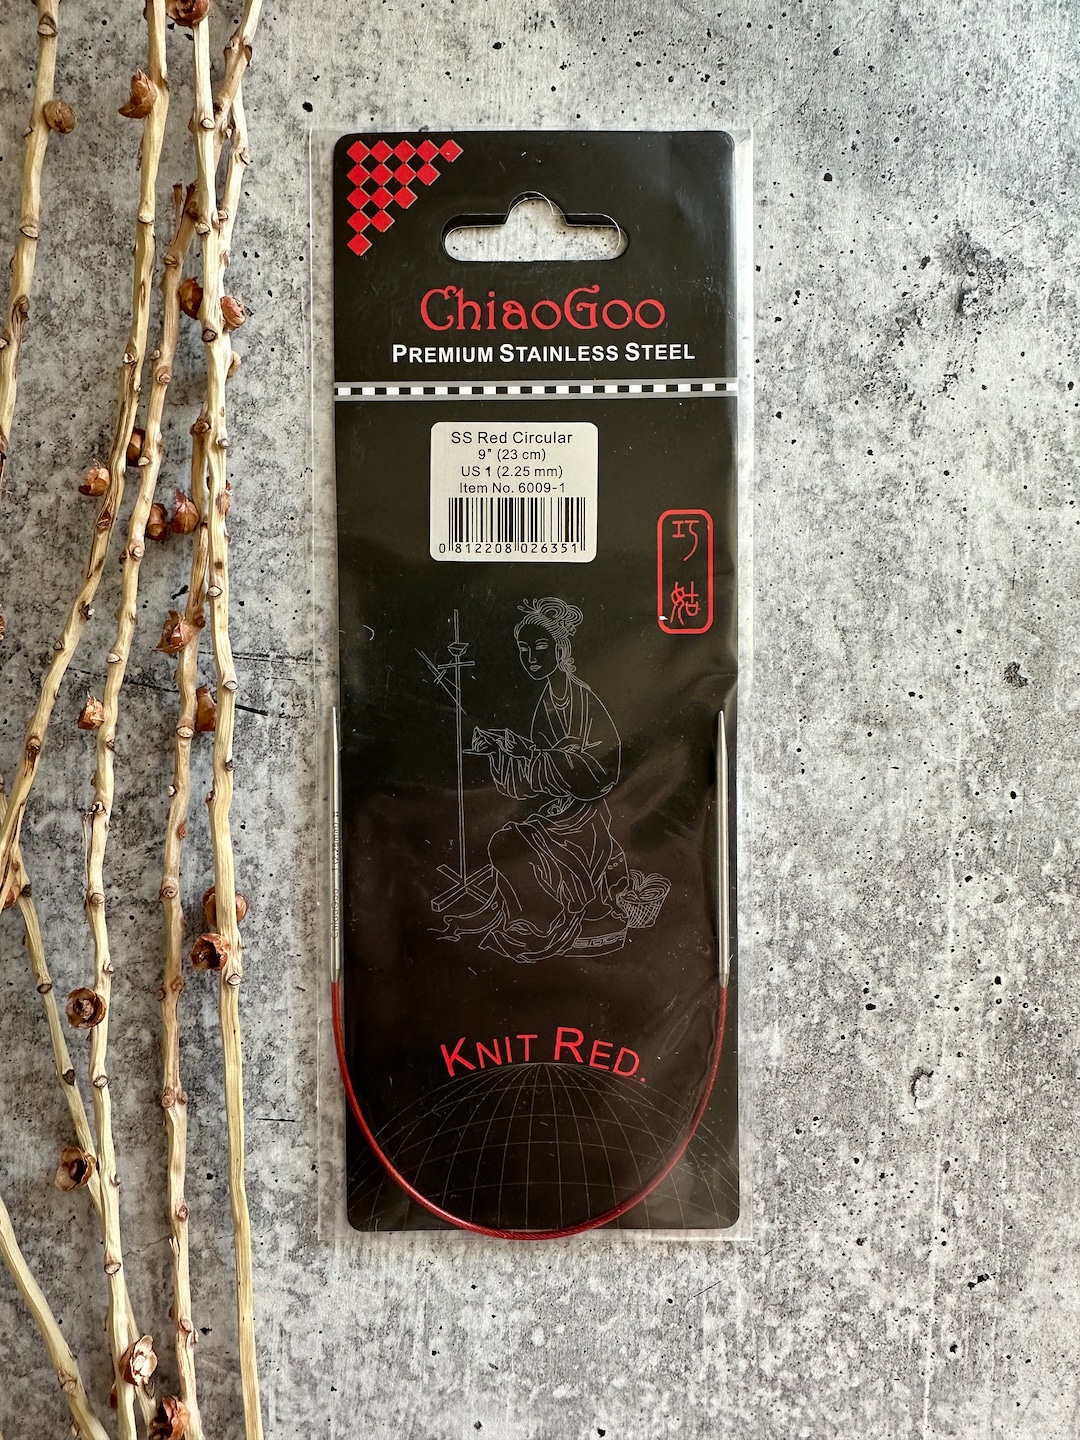 ChiaoGoo
PREMIUM STAINLESS STEEL
SS Red Circular
9" (23 cm)
US 1 (2.25 mm)
Item No. 6009-1
0 812208 026351
巧
姑
KNIT RED.